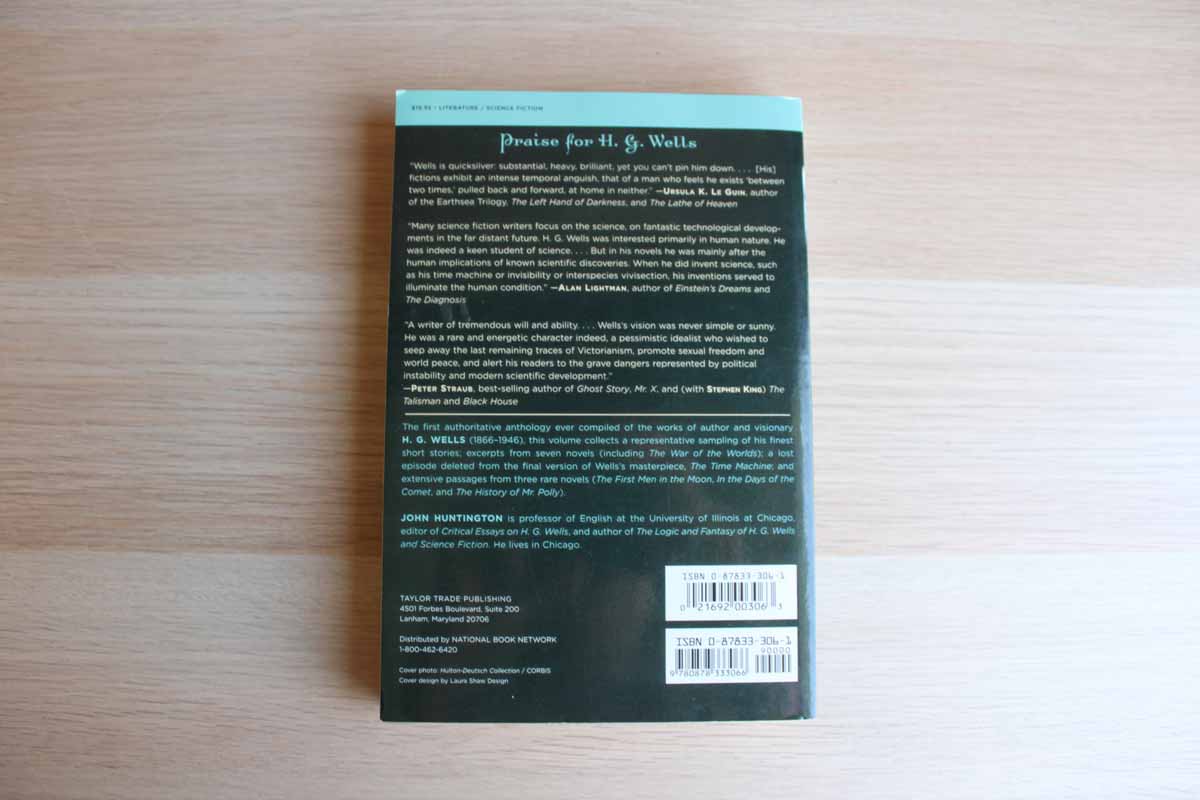 $19.95 • LITERATURE / SCIENCE FICTION
Praise for H. G. Wells
"Wells is quicksilver: substantial, heavy, brilliant, yet you can't pin him down. . . . [His]
fictions exhibit an intense temporal anguish, that of a man who feels he exists 'between
two times,' pulled back and forward, at home in neither." —URSULA K. LE GUIN, author
of the Earthsea Trilogy, The Left Hand of Darkness, and The Lathe of Heaven
"Many science fiction writers focus on the science, on fantastic technological develop-
ments in the far distant future. H. G. Wells was interested primarily in human nature. He
was indeed a keen student of science. . . . But in his novels he was mainly after the
human implications of known scientific discoveries. When he did invent science, such
as his time machine or invisibility or interspecies vivisection, his inventions served to
illuminate the human condition." —ALAN LIGHTMAN, author of Einstein's Dreams and
The Diagnosis
"A writer of tremendous will and ability. . . . Wells's vision was never simple or sunny.
He was a rare and energetic character indeed, a pessimistic idealist who wished to
seep away the last remaining traces of Victorianism, promote sexual freedom and
world peace, and alert his readers to the grave dangers represented by political
instability and modern scientific development."
—PETER STRAUB, best-selling author of Ghost Story, Mr. X, and (with STEPHEN KING) The
Talisman and Black House
The first authoritative anthology ever compiled of the works of author and visionary
H. G. WELLS (1866–1946), this volume collects a representative sampling of his finest
short stories; excerpts from seven novels (including The War of the Worlds); a lost
episode deleted from the final version of Wells's masterpiece, The Time Machine; and
extensive passages from three rare novels (The First Men in the Moon, In the Days of the
Comet, and The History of Mr. Polly).
JOHN HUNTINGTON is professor of English at the University of Illinois at Chicago,
editor of Critical Essays on H. G. Wells, and author of The Logic and Fantasy of H. G. Wells
and Science Fiction. He lives in Chicago.
ISBN 0-87833-306-1
0 21692 00306 3
TAYLOR TRADE PUBLISHING
4501 Forbes Boulevard, Suite 200
Lanham, Maryland 20706
Distributed by NATIONAL BOOK NETWORK
1-800-462-6420
Cover photo: Hulton-Deutsch Collection / CORBIS
Cover design by Laura Shaw Design
ISBN 0-87833-306-1
90000
9 780878 333066